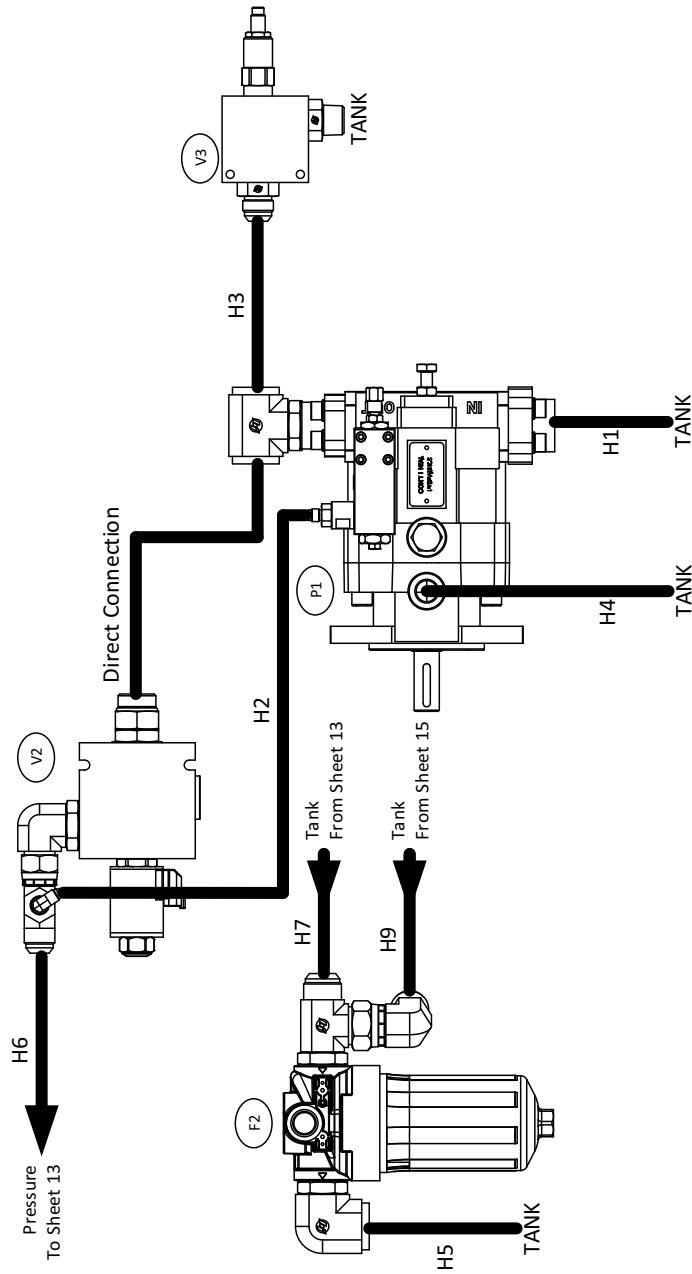 Pressure
To Sheet 13
H6
V2
Direct Connection
H3
V3
TANK
H2
P1
IN
H1
TANK
H4
TANK
F2
H7
Tank
From Sheet 13
H9
Tank
From Sheet 15
H5
TANK